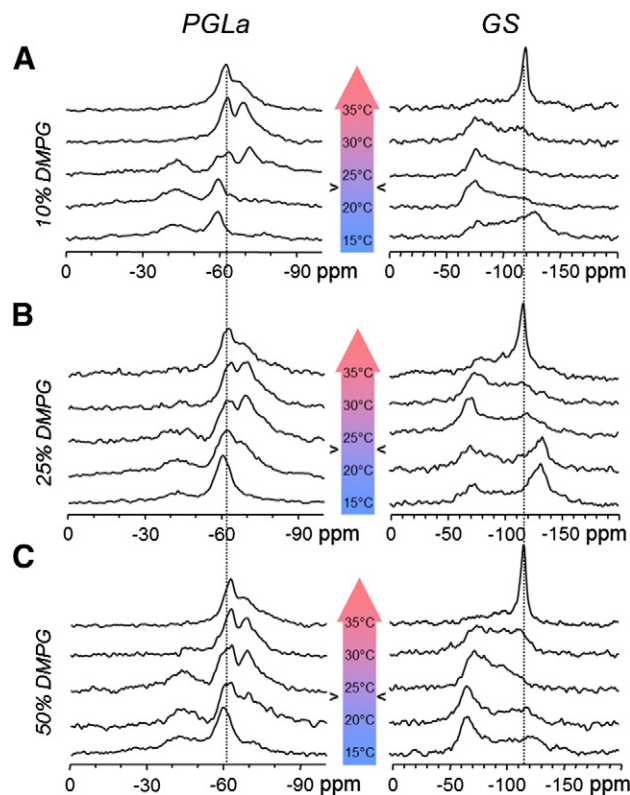 PGLa GS
A
10% DMPG
35°C
30°C
25°C
> <
20°C
15°C
0 -30 -60 -90 ppm
0 -50 -100 -150 ppm
B
25% DMPG
35°C
30°C
25°C
> <
20°C
15°C
0 -30 -60 -90 ppm
0 -50 -100 -150 ppm
C
50% DMPG
35°C
30°C
25°C
> <
20°C
15°C
0 -30 -60 -90 ppm
0 -50 -100 -150 ppm